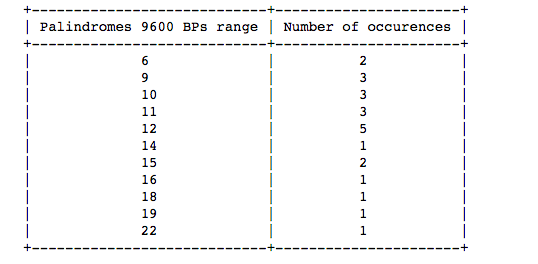 Palindromes 9600 BPs range | Number of occurences
6 | 2
9 | 3
10 | 3
11 | 3
12 | 5
14 | 1
15 | 2
16 | 1
18 | 1
19 | 1
22 | 1